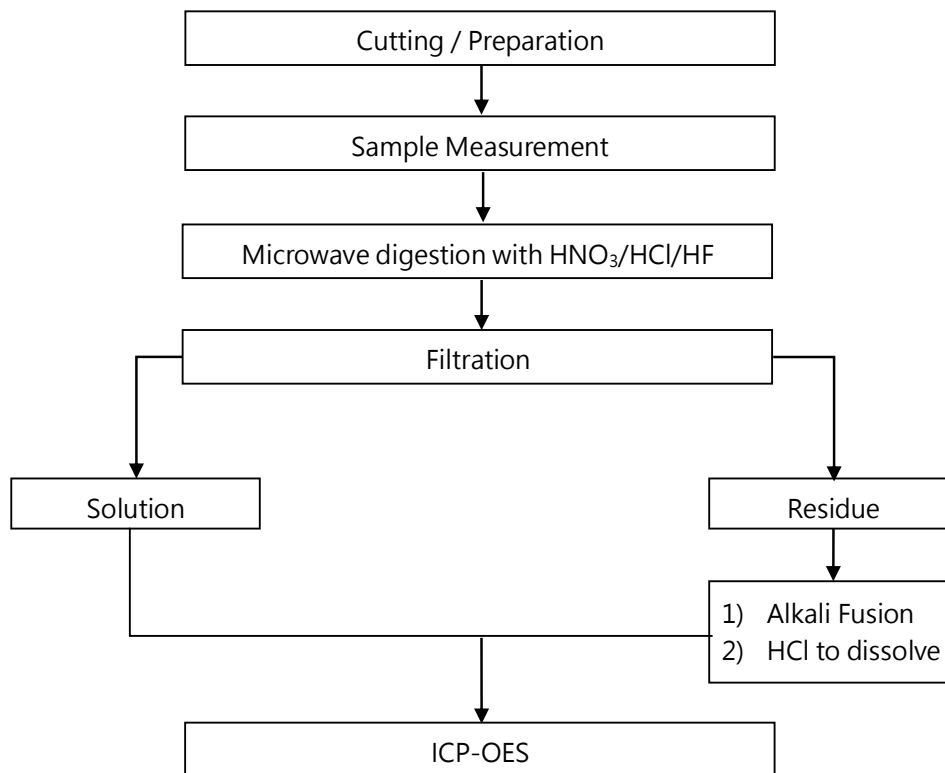 Cutting / Preparation
Sample Measurement
Microwave digestion with HNO₃/HCl/HF
Filtration
Solution
Residue
1) Alkali Fusion
2) HCl to dissolve
ICP-OES